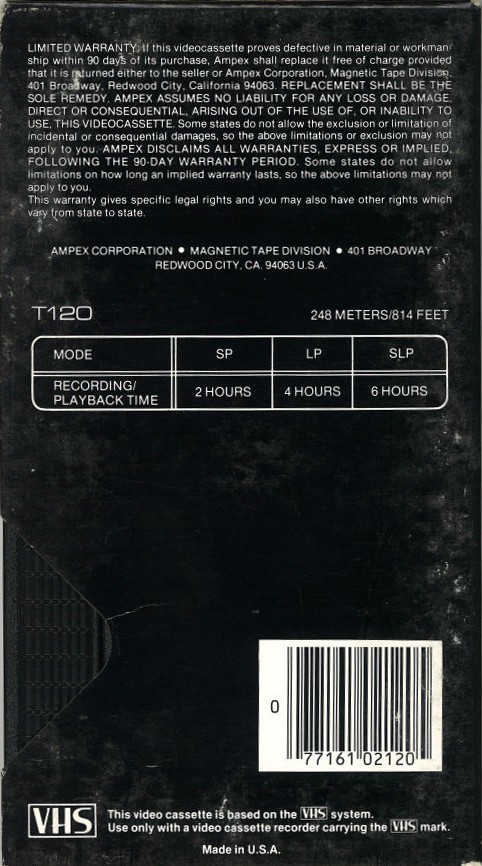 LIMITED WARRANTY: If this videocassette proves defective in material or workman-
ship within 90 days of its purchase, Ampex shall replace it free of charge provided
that it is returned either to the seller or Ampex Corporation, Magnetic Tape Division,
401 Broadway, Redwood City, California 94063. REPLACEMENT SHALL BE THE
SOLE REMEDY. AMPEX ASSUMES NO LIABILITY FOR ANY LOSS OR DAMAGE,
DIRECT OR CONSEQUENTIAL, ARISING OUT OF THE USE OF, OR INABILITY TO
USE, THIS VIDEOCASSETTE. Some states do not allow the exclusion or limitation of
incidental or consequential damages, so the above limitations or exclusion may not
apply to you. AMPEX DISCLAIMS ALL WARRANTIES, EXPRESS OR IMPLIED,
FOLLOWING THE 90-DAY WARRANTY PERIOD. Some states do not allow
limitations on how long an implied warranty lasts, so the above limitations may not
apply to you.
This warranty gives specific legal rights and you may also have other rights which
vary from state to state.
AMPEX CORPORATION ● MAGNETIC TAPE DIVISION ● 401 BROADWAY
REDWOOD CITY, CA. 94063 U.S.A.
T120 248 METERS/814 FEET
MODE SP LP SLP
RECORDING/
PLAYBACK TIME 2 HOURS 4 HOURS 6 HOURS
0 77161 02120
VHS This video cassette is based on the VHS system.
Use only with a video cassette recorder carrying the VHS mark.
Made in U.S.A.